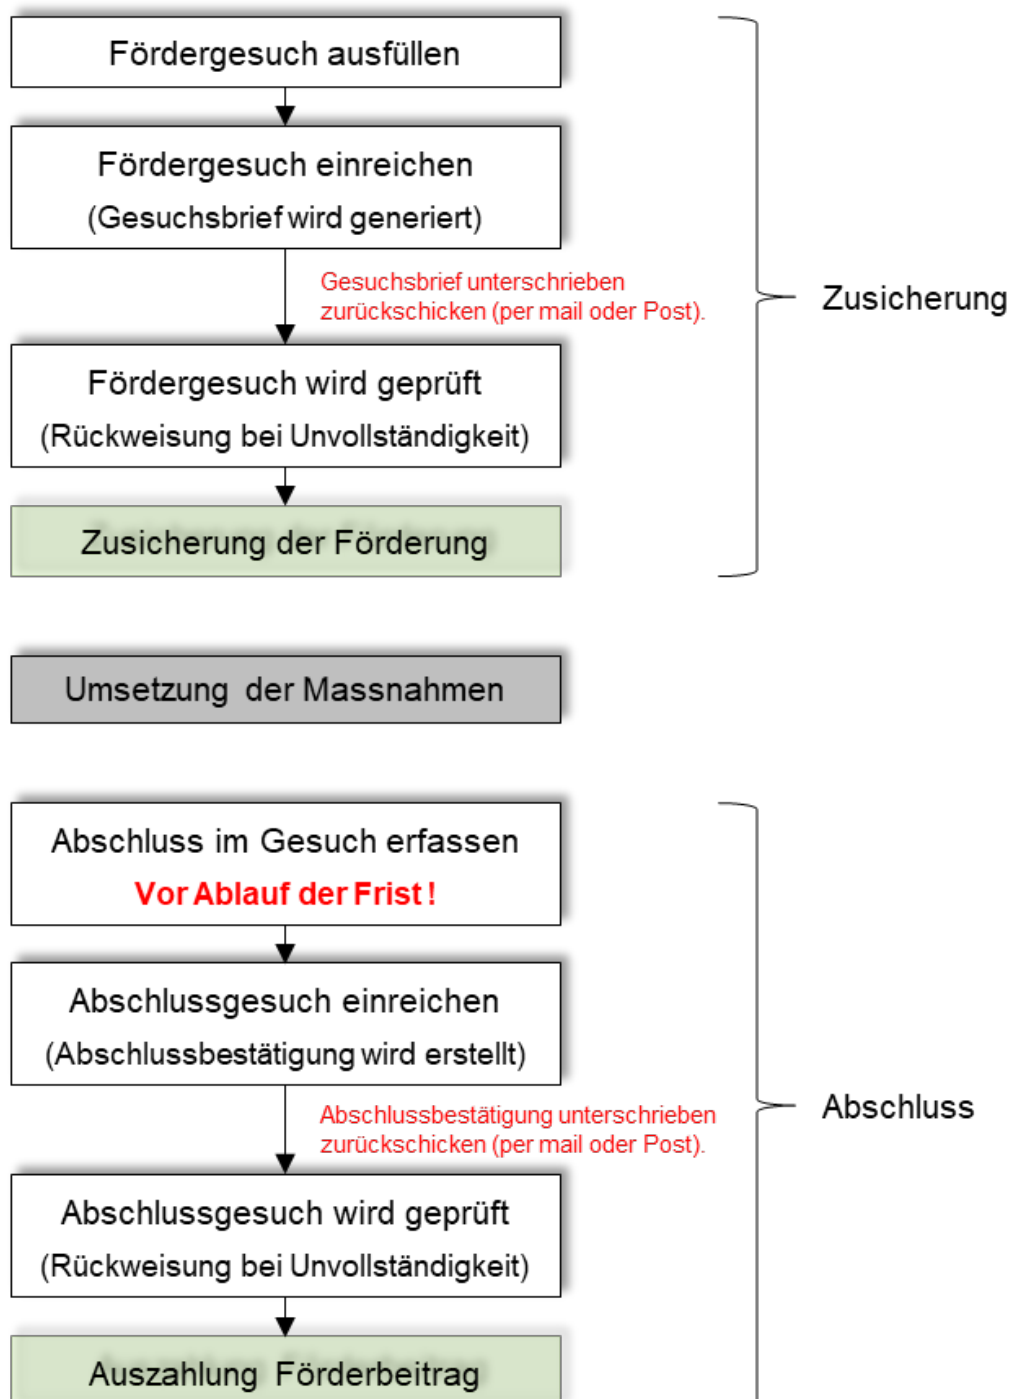 Fördergesuch ausfüllen
Fördergesuch einreichen
(Gesuchsbrief wird generiert)
Gesuchsbrief unterschrieben
zurückschicken (per mail oder Post).
Zusicherung
Fördergesuch wird geprüft
(Rückweisung bei Unvollständigkeit)
Zusicherung der Förderung
Umsetzung der Massnahmen
Abschluss im Gesuch erfassen
Vor Ablauf der Frist !
Abschlussgesuch einreichen
(Abschlussbestätigung wird erstellt)
Abschlussbestätigung unterschrieben
zurückschicken (per mail oder Post).
Abschluss
Abschlussgesuch wird geprüft
(Rückweisung bei Unvollständigkeit)
Auszahlung Förderbeitrag